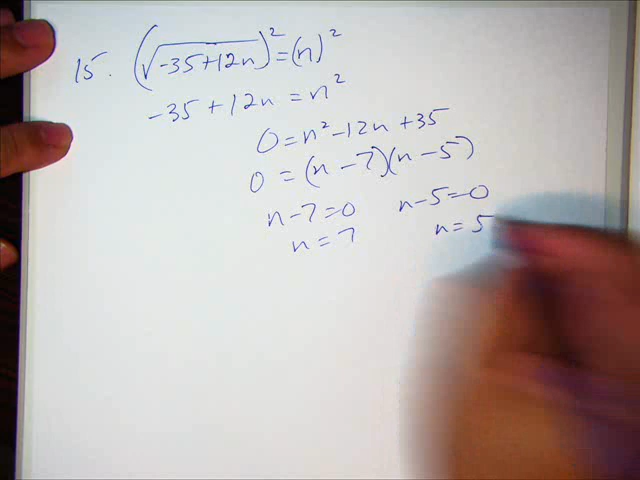 15. (√-35+12n)² = (n)²
-35 + 12n = n²
0 = n² - 12n + 35
0 = (n - 7)(n - 5)
n - 7 = 0 n - 5 = 0
n = 7 n = 5